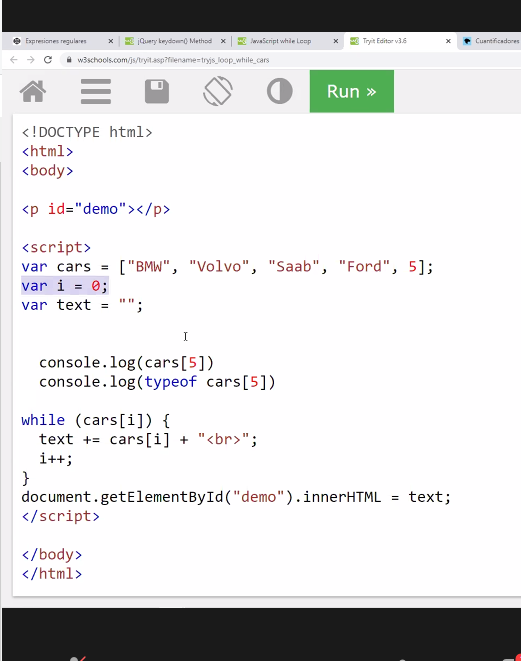 Expresiones regulares
jQuery keydown() Method
JavaScript while Loop
Tryit Editor v3.6
Cuantificadores
w3schools.com/js/tryit.asp?filename=tryjs_loop_while_cars
Run »
<!DOCTYPE html>
<html>
<body>
<p id="demo"></p>
<script>
var cars = ["BMW", "Volvo", "Saab", "Ford", 5];
var i = 0;
var text = "";
console.log(cars[5])
console.log(typeof cars[5])
while (cars[i]) {
text += cars[i] + "<br>";
i++;
}
document.getElementById("demo").innerHTML = text;
</script>
</body>
</html>